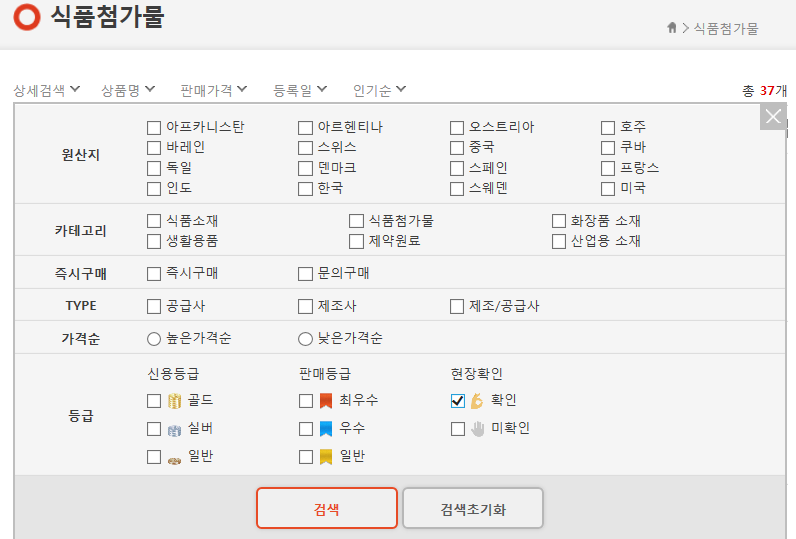 식품첨가물
> 식품첨가물
상세검색 상품명 판매가격 등록일 인기순 총 37개
원산지
아프카니스탄 아르헨티나 오스트리아 호주
바레인 스위스 중국 쿠바
독일 덴마크 스페인 프랑스
인도 한국 스웨덴 미국
카테고리
식품소재 식품첨가물 화장품 소재
생활용품 제약원료 산업용 소재
즉시구매 즉시구매 문의구매
TYPE 공급사 제조사 제조/공급사
가격순 높은가격순 낮은가격순
등급
신용등급 판매등급 현장확인
골드 최우수 확인
실버 우수 미확인
일반 일반
검색 검색초기화